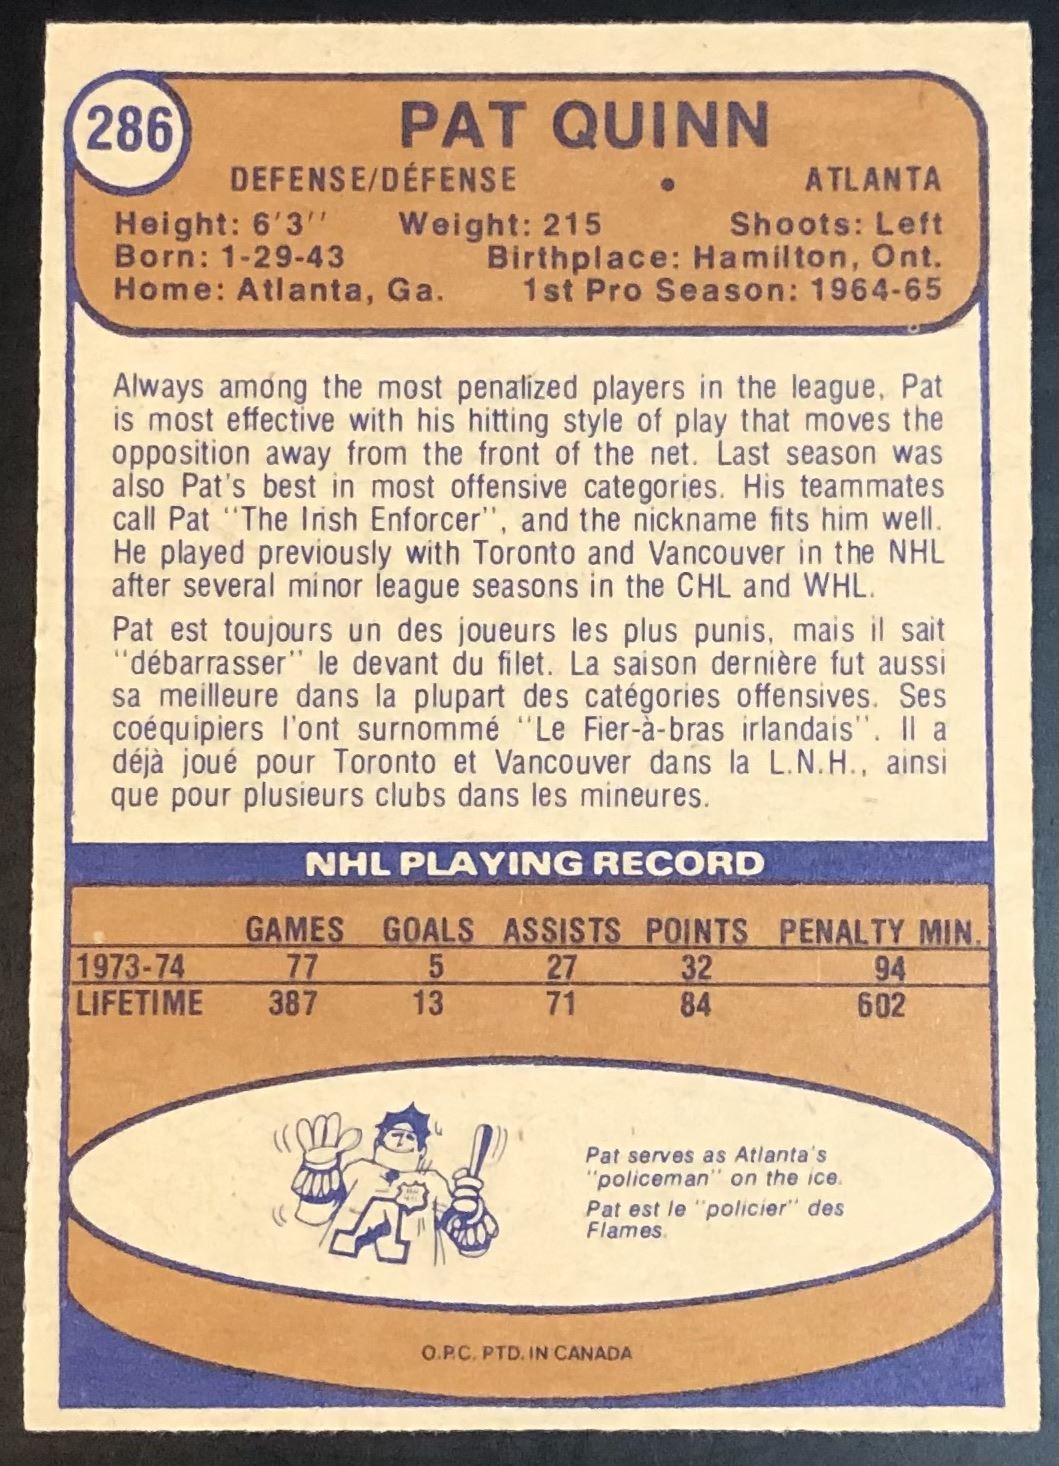 286
PAT QUINN
DEFENSE/DÉFENSE • ATLANTA
Height: 6'3'' Weight: 215 Shoots: Left
Born: 1-29-43 Birthplace: Hamilton, Ont.
Home: Atlanta, Ga. 1st Pro Season: 1964-65
Always among the most penalized players in the league, Pat
is most effective with his hitting style of play that moves the
opposition away from the front of the net. Last season was
also Pat's best in most offensive categories. His teammates
call Pat "The Irish Enforcer", and the nickname fits him well.
He played previously with Toronto and Vancouver in the NHL
after several minor league seasons in the CHL and WHL.
Pat est toujours un des joueurs les plus punis, mais il sait
"débarrasser" le devant du filet. La saison dernière fut aussi
sa meilleure dans la plupart des catégories offensives. Ses
coéquipiers l'ont surnommé "Le Fier-à-bras irlandais". Il a
déjà joué pour Toronto et Vancouver dans la L.N.H., ainsi
que pour plusieurs clubs dans les mineures.
NHL PLAYING RECORD
GAMES GOALS ASSISTS POINTS PENALTY MIN.
1973-74 77 5 27 32 94
LIFETIME 387 13 71 84 602
Pat serves as Atlanta's
"policeman" on the ice.
Pat est le "policier" des
Flames.
O.P.C. PTD. IN CANADA